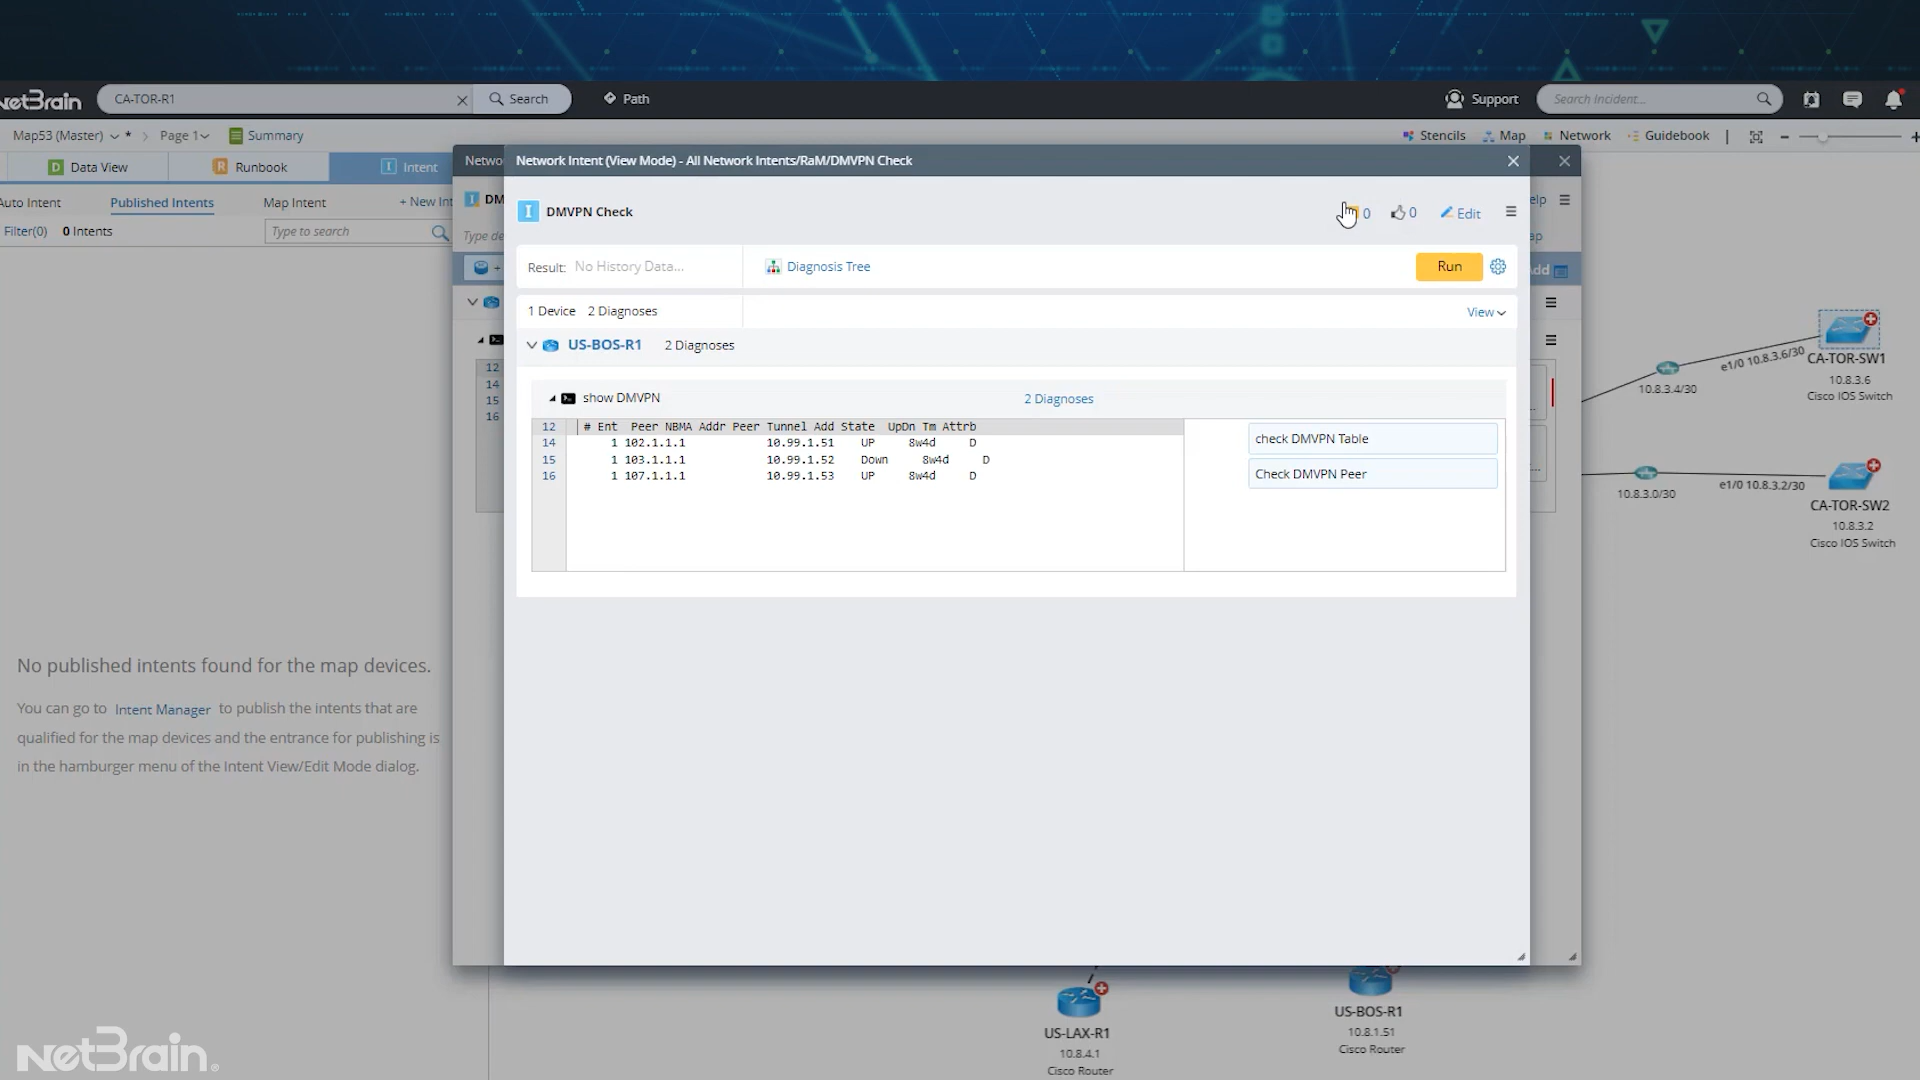 netBrain
CA-TOR-R1
Search
Path
Support
Search Incident...
Map53 (Master)
*
Page 1
Summary
Stencils
Map
Network
Guidebook
Data View
Runbook
Intent
Auto Intent
Published Intents
Map Intent
+ New Int
Filter(0)
0 Intents
Type to search
No published intents found for the map devices.
You can go to Intent Manager to publish the intents that are
qualified for the map devices and the entrance for publishing is
in the hamburger menu of the Intent View/Edit Mode dialog.
Netwo
DM
Type de
12
14
15
16
elp
ap
Add
Network Intent (View Mode) - All Network Intents/RaM/DMVPN Check
DMVPN Check
0
0
Edit
Result: No History Data...
Diagnosis Tree
Run
1 Device 2 Diagnoses
View
US-BOS-R1 2 Diagnoses
show DMVPN
2 Diagnoses
12 # Ent Peer NBMA Addr Peer Tunnel Add State UpDn Tm Attrb
14 1 102.1.1.1 10.99.1.51 UP 8w4d D
15 1 103.1.1.1 10.99.1.52 Down 8w4d D
16 1 107.1.1.1 10.99.1.53 UP 8w4d D
check DMVPN Table
Check DMVPN Peer
10.8.3.4/30
e1/0 10.8.3.6/30
CA-TOR-SW1
10.8.3.6
Cisco IOS Switch
10.8.3.0/30
e1/0 10.8.3.2/30
CA-TOR-SW2
10.8.3.2
Cisco IOS Switch
US-LAX-R1
10.8.4.1
Cisco Router
US-BOS-R1
10.8.1.51
Cisco Router
netBrain®